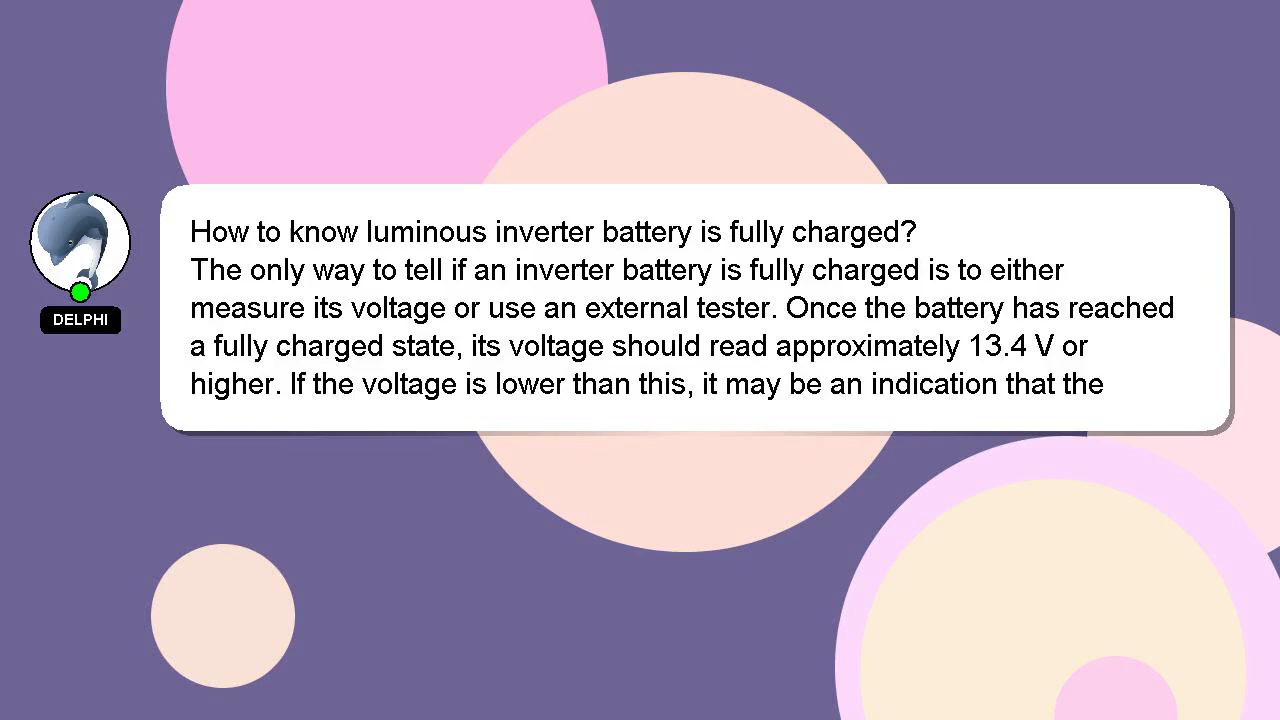 How to know luminous inverter battery is fully charged?
The only way to tell if an inverter battery is fully charged is to either
measure its voltage or use an external tester. Once the battery has reached
a fully charged state, its voltage should read approximately 13.4 V or
higher. If the voltage is lower than this, it may be an indication that the
DELPHI